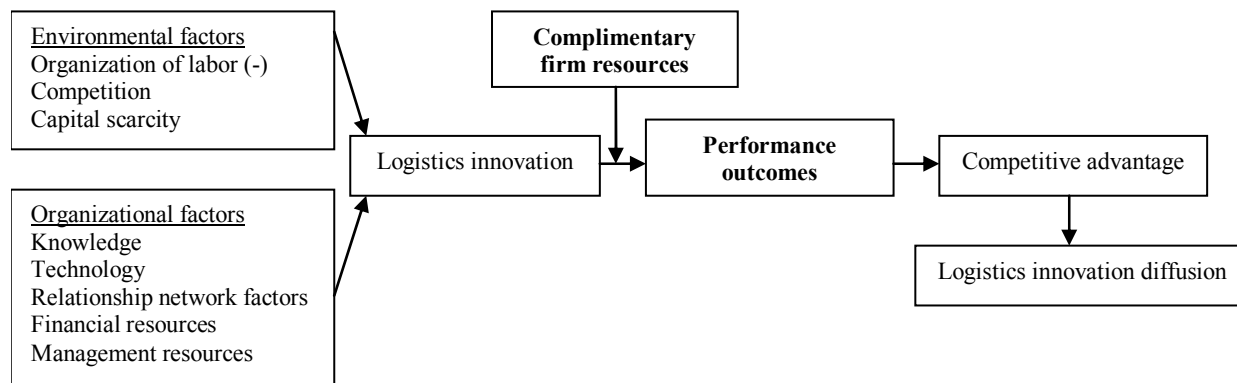 Environmental factors
Organization of labor (-)
Competition
Capital scarcity
Organizational factors
Knowledge
Technology
Relationship network factors
Financial resources
Management resources
Logistics innovation
Complimentary
firm resources
Performance
outcomes
Competitive advantage
Logistics innovation diffusion